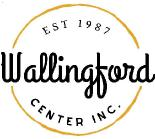 EST 1987
Wallingford
CENTER INC.